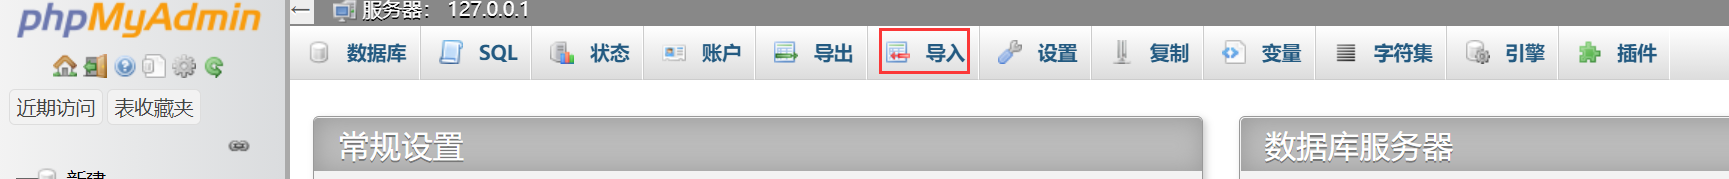 phpMyAdmin
近期访问 表收藏夹
新建
← 服务器： 127.0.0.1
数据库 SQL 状态 账户 导出 导入 设置 复制 变量 字符集 引擎 插件
常规设置
数据库服务器